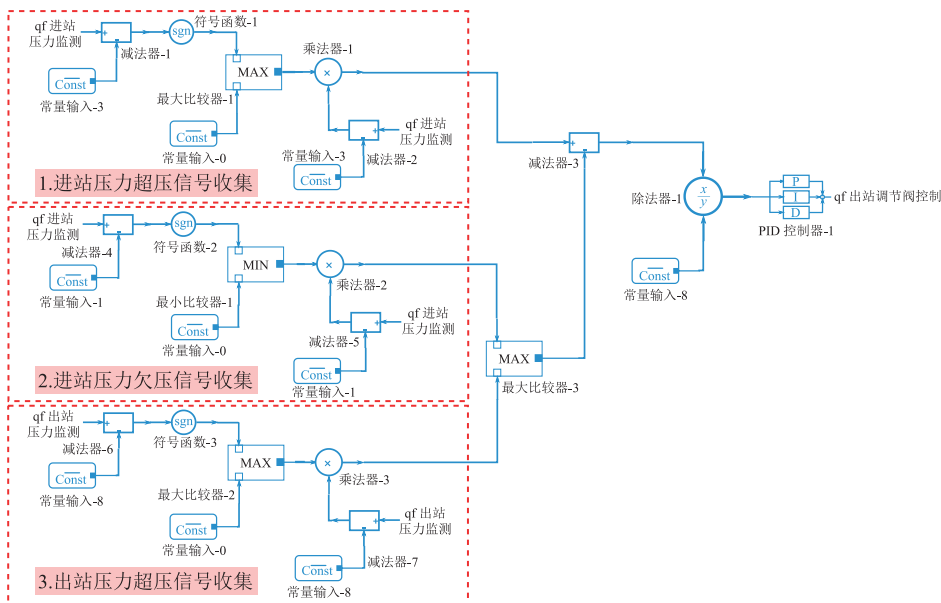 qf 进站
压力监测
sgn
符号函数-1
减法器-1
Const
常量输入-3
MAX
最大比较器-1
乘法器-1
×
Const
常量输入-0
qf 进站
压力监测
减法器-2
常量输入-3
Const
1.进站压力超压信号收集
qf 进站
压力监测
sgn
符号函数-2
减法器-4
Const
常量输入-1
MIN
最小比较器-1
×
乘法器-2
Const
常量输入-0
qf 进站
压力监测
减法器-5
Const
常量输入-1
2.进站压力欠压信号收集
qf 出站
压力监测
sgn
符号函数-3
减法器-6
Const
常量输入-8
MAX
最大比较器-2
×
乘法器-3
Const
常量输入-0
qf 出站
压力监测
减法器-7
Const
常量输入-8
3.出站压力超压信号收集
减法器-3
MAX
最大比较器-3
除法器-1
x
y
Const
常量输入-8
P
I
D
PID 控制器-1
qf 出站调节阀控制